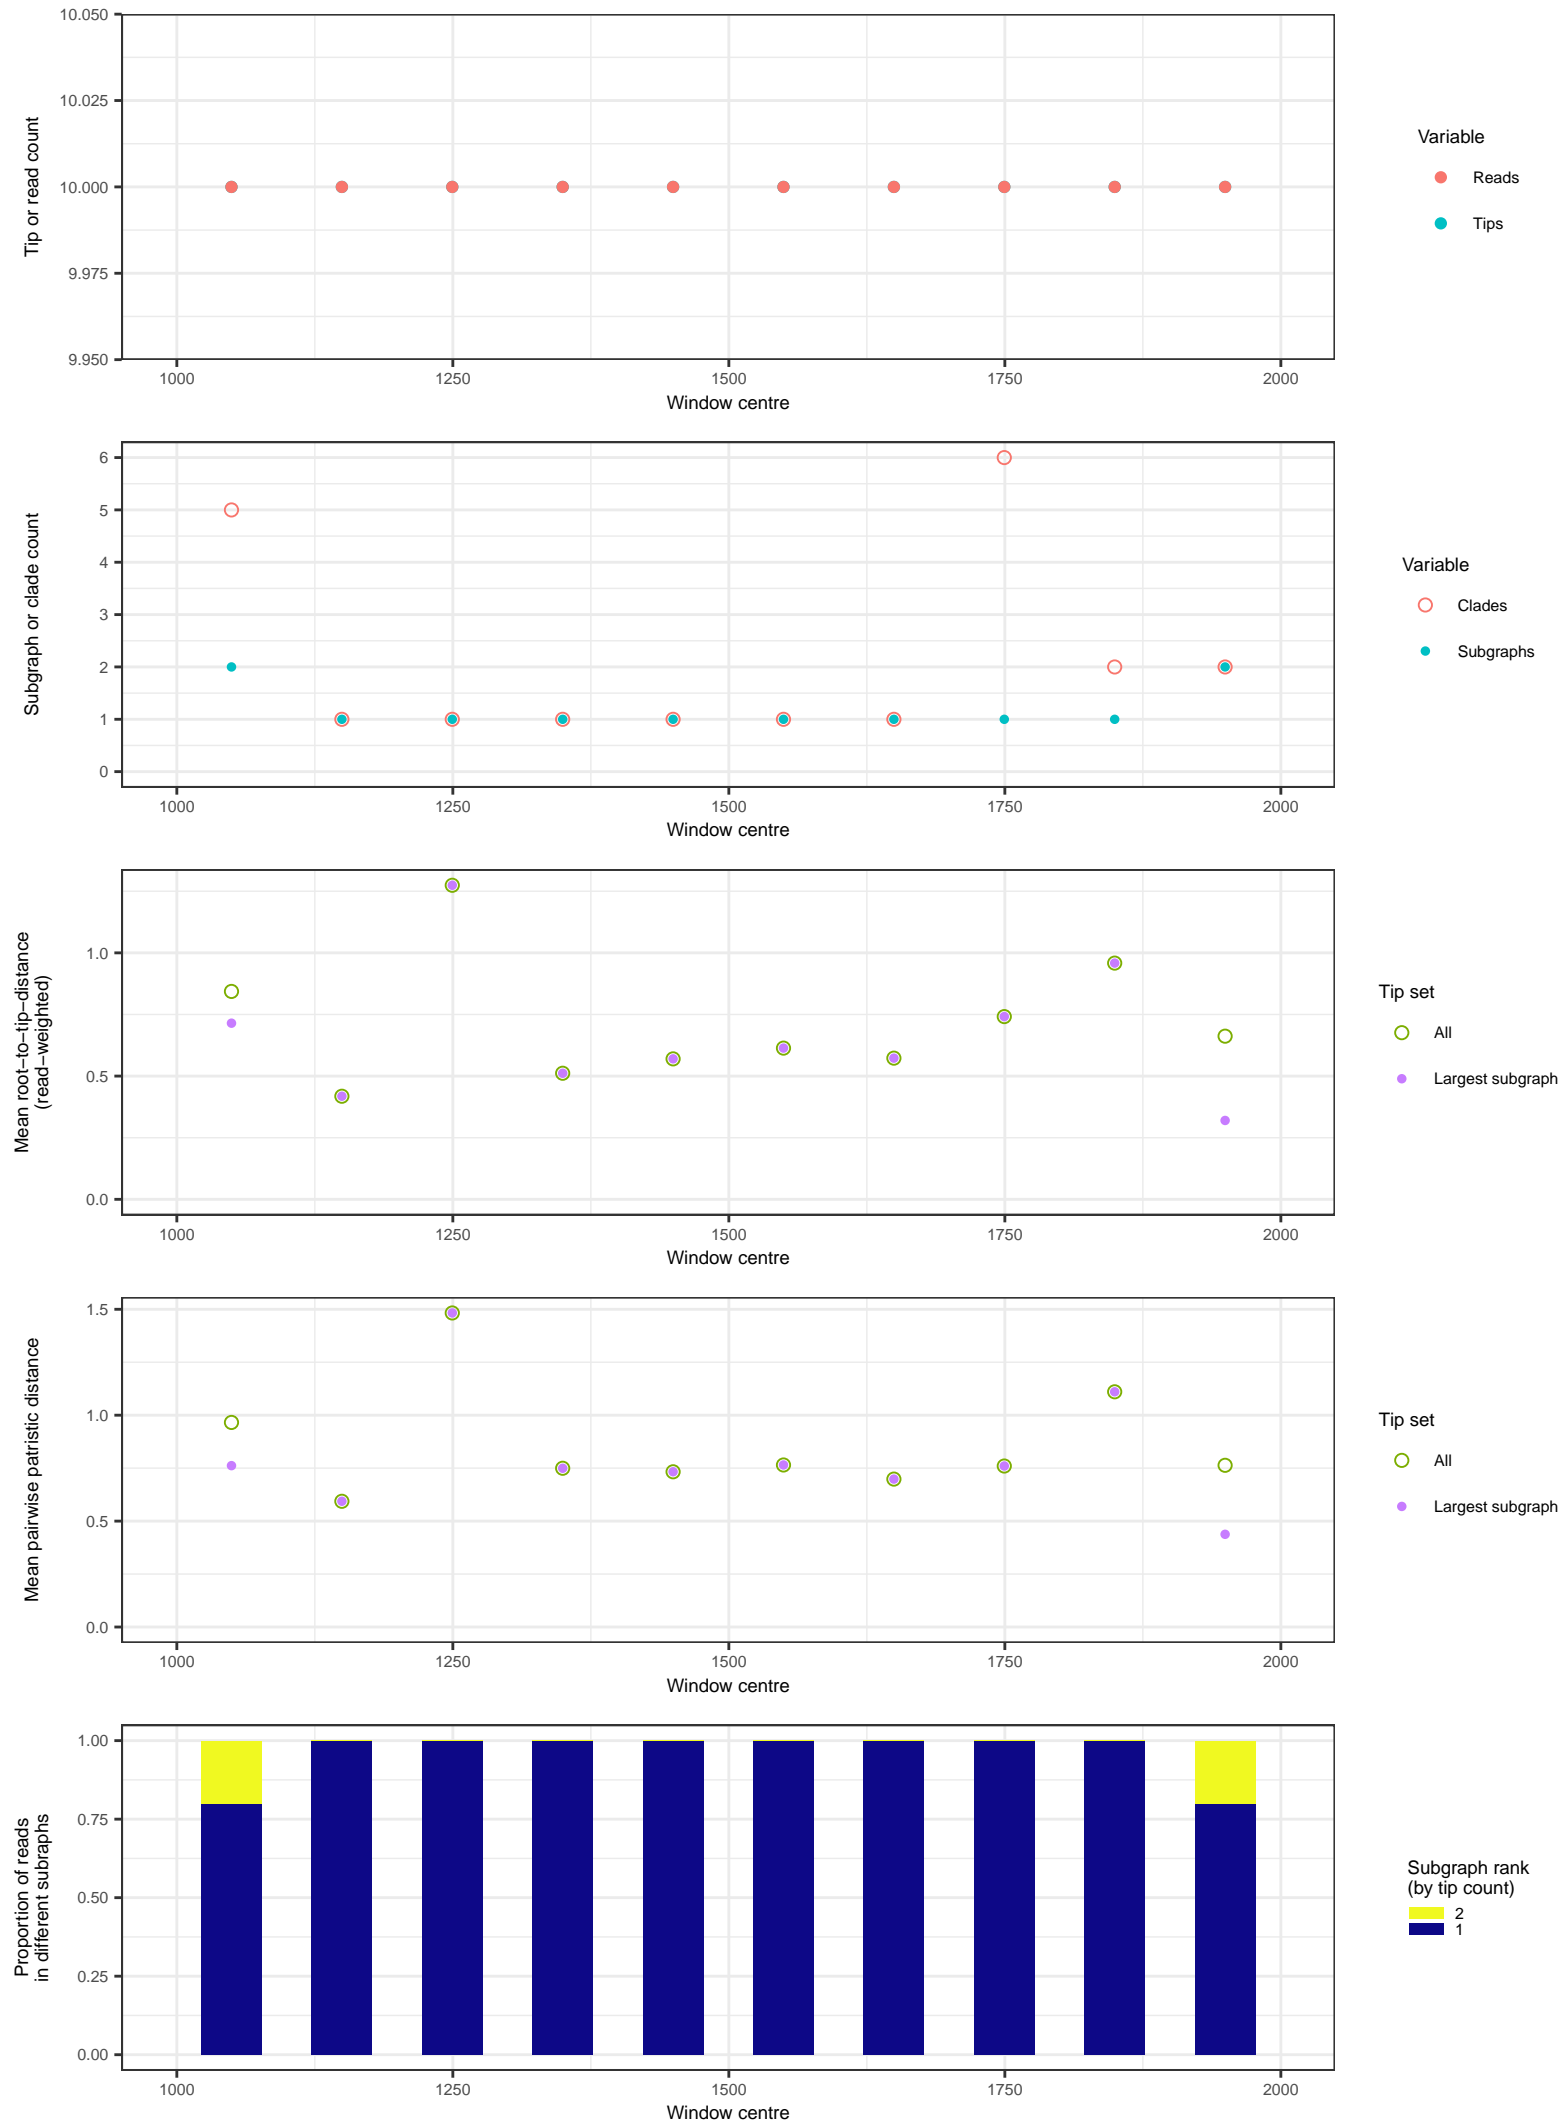 10.050
10.025
10.000
9.975
9.950
Tip or read count
1000 1250 1500 1750 2000
Window centre
Variable
Reads
Tips
6
5
4
3
2
1
0
Subgraph or clade count
1000 1250 1500 1750 2000
Window centre
Variable
Clades
Subgraphs
1.0
0.5
0.0
Mean root−to−tip−distance
(read−weighted)
1000 1250 1500 1750 2000
Window centre
Tip set
All
Largest subgraph
1.5
1.0
0.5
0.0
Mean pairwise patristic distance
1000 1250 1500 1750 2000
Window centre
Tip set
All
Largest subgraph
1.00
0.75
0.50
0.25
0.00
Proportion of reads
in different subraphs
1000 1250 1500 1750 2000
Window centre
Subgraph rank
(by tip count)
2
1